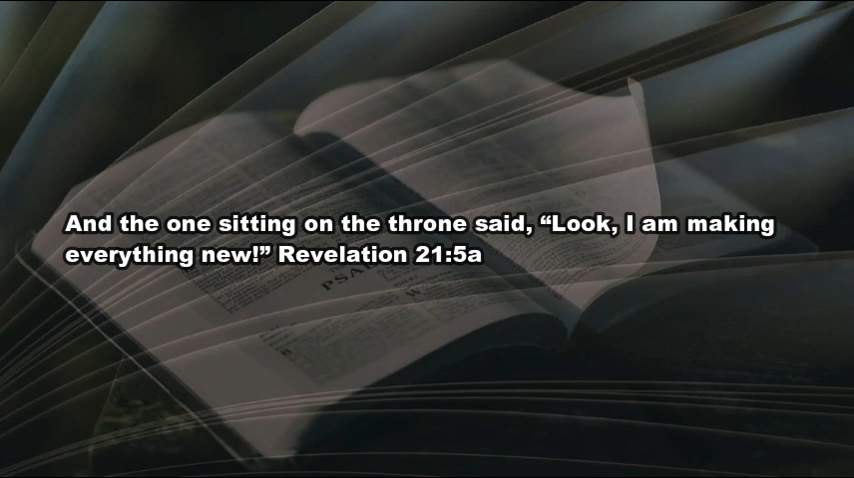 And the one sitting on the throne said, “Look, I am making
everything new!” Revelation 21:5a